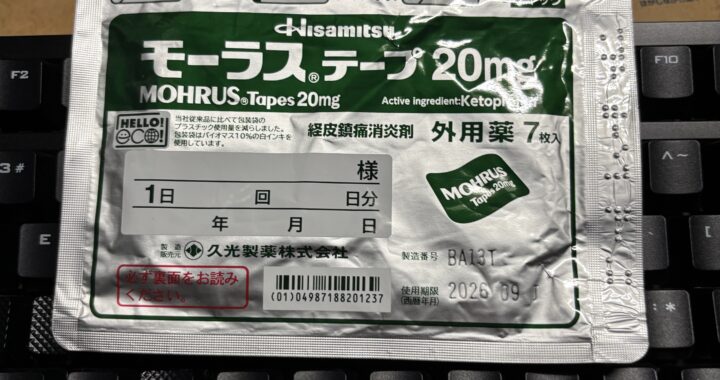 Hisamitsu
モーラス®テープ 20mg
MOHRUS®Tapes 20mg
Active ingredient:Ketoprofen
HELLO!
eco!
当社従来品に比べて包装袋の
プラスチック使用量を減らしました。
包装袋はバイオマス10%の白インキを
使用しています。
経皮鎮痛消炎剤 外用薬 7枚入
様
1日 回 日分
年 月 日
MOHRUS
Tapes 20mg
製造
販売元 久光製薬株式会社
製造番号 BA13T
使用期限
(西暦年月) 2026 09
必ず裏面をお読み
ください。
(01)04987188201237
F2
F10
3 #
E
^ ~